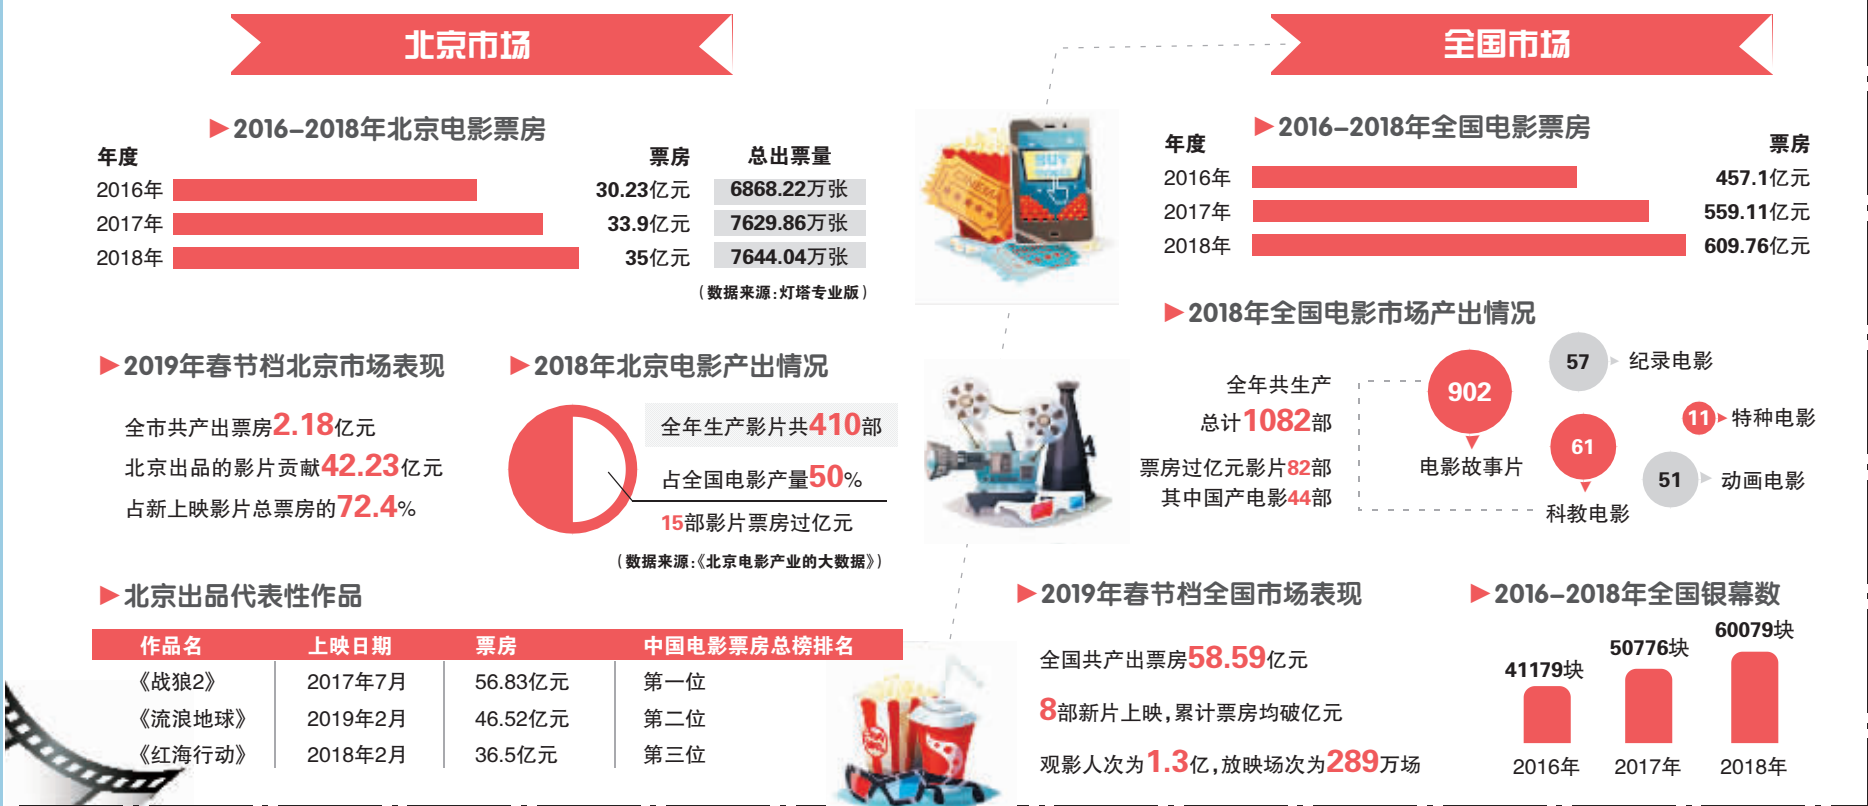 北京市场
2016–2018年北京电影票房
年度 票房 总出票量
2016年 30.23亿元 6868.22万张
2017年 33.9亿元 7629.86万张
2018年 35亿元 7644.04万张
（数据来源:灯塔专业版）
2019年春节档北京市场表现
全市共产出票房2.18亿元
北京出品的影片贡献42.23亿元
占新上映影片总票房的72.4%
2018年北京电影产出情况
全年生产影片共410部
占全国电影产量50%
15部影片票房过亿元
（数据来源:《北京电影产业的大数据》）
北京出品代表性作品
作品名 上映日期 票房 中国电影票房总榜排名
《战狼2》 2017年7月 56.83亿元 第一位
《流浪地球》 2019年2月 46.52亿元 第二位
《红海行动》 2018年2月 36.5亿元 第三位
BUY
CINEMA
全国市场
2016–2018年全国电影票房
年度 票房
2016年 457.1亿元
2017年 559.11亿元
2018年 609.76亿元
2018年全国电影市场产出情况
全年共生产
总计1082部
票房过亿元影片82部
其中国产电影44部
902
电影故事片
57 纪录电影
11 特种电影
61
科教电影
51 动画电影
2019年春节档全国市场表现
全国共产出票房58.59亿元
8部新片上映,累计票房均破亿元
观影人次为1.3亿,放映场次为289万场
2016–2018年全国银幕数
41179块 50776块 60079块
2016年 2017年 2018年